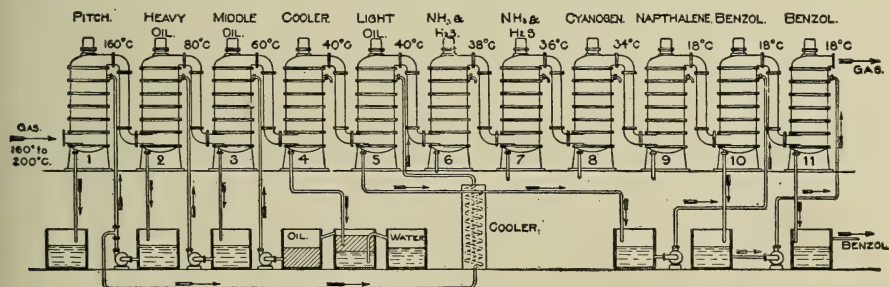 PITCH. HEAVY OIL. MIDDLE OIL. COOLER. LIGHT OIL. NH3 & H2S. NH3 & H2S CYANOGEN. NAPTHALENE. BENZOL. BENZOL.
160°C 80°C 60°C 40°C 40°C 38°C 36°C 34°C 18°C 18°C 18°C
GAS.
GAS.
160° TO
200°C.
1 2 3 4 5 6 7 8 9 10 11
COOLER.
OIL. WATER
BENZOL